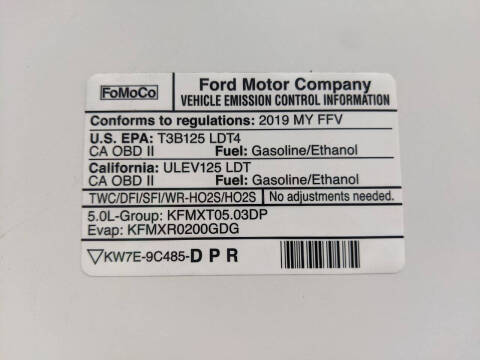 FoMoCo
Ford Motor Company
VEHICLE EMISSION CONTROL INFORMATION
Conforms to regulations: 2019 MY FFV
U.S. EPA: T3B125 LDT4
CA OBD II Fuel: Gasoline/Ethanol
California: ULEV125 LDT
CA OBD II Fuel: Gasoline/Ethanol
TWC/DFI/SFI/WR-HO2S/HO2S No adjustments needed.
5.0L-Group: KFMXT05.03DP
Evap: KFMXR0200GDG
▽KW7E-9C485-DPR